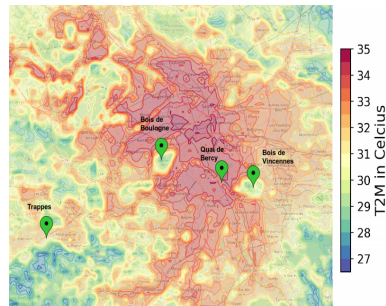 Bois de
Boulogne
Quai de
Bercy
Bois de
Vincennes
Trappes
35
34
33
32
31
30
29
28
27
T2M in Celcius